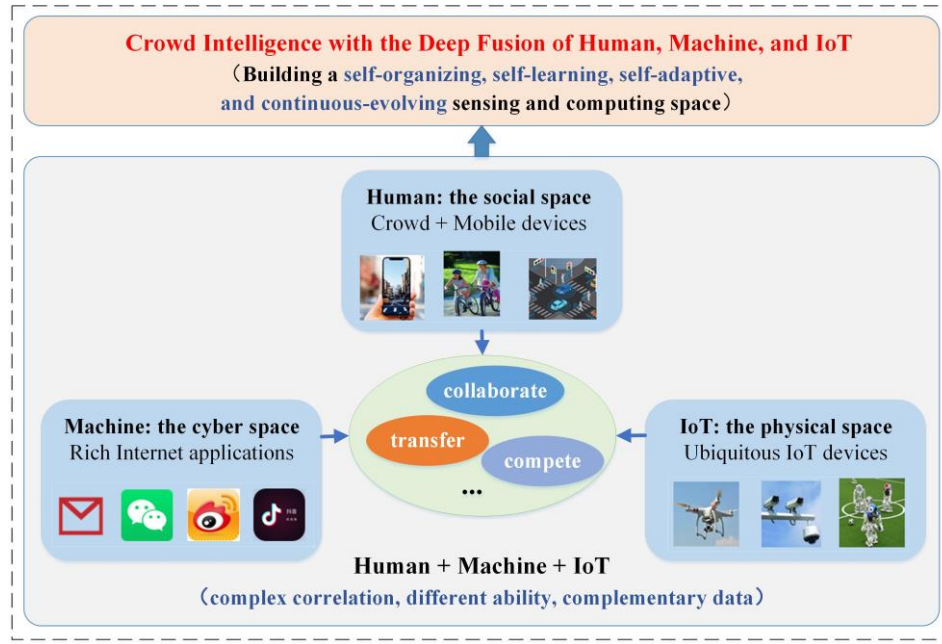 Crowd Intelligence with the Deep Fusion of Human, Machine, and IoT
（Building a self-organizing, self-learning, self-adaptive,
and continuous-evolving sensing and computing space）
Human: the social space
Crowd + Mobile devices
collaborate
Machine: the cyber space
Rich Internet applications
transfer
compete
...
IoT: the physical space
Ubiquitous IoT devices
Human + Machine + IoT
（complex correlation, different ability, complementary data）